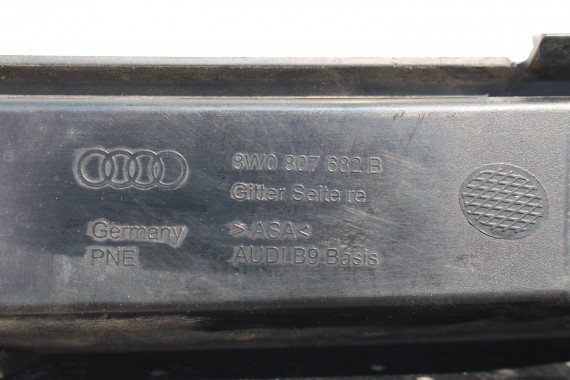 8W0 807 682 B
Gitter Seite re
Germany >ASA<
PNE AUDI B9 Basis